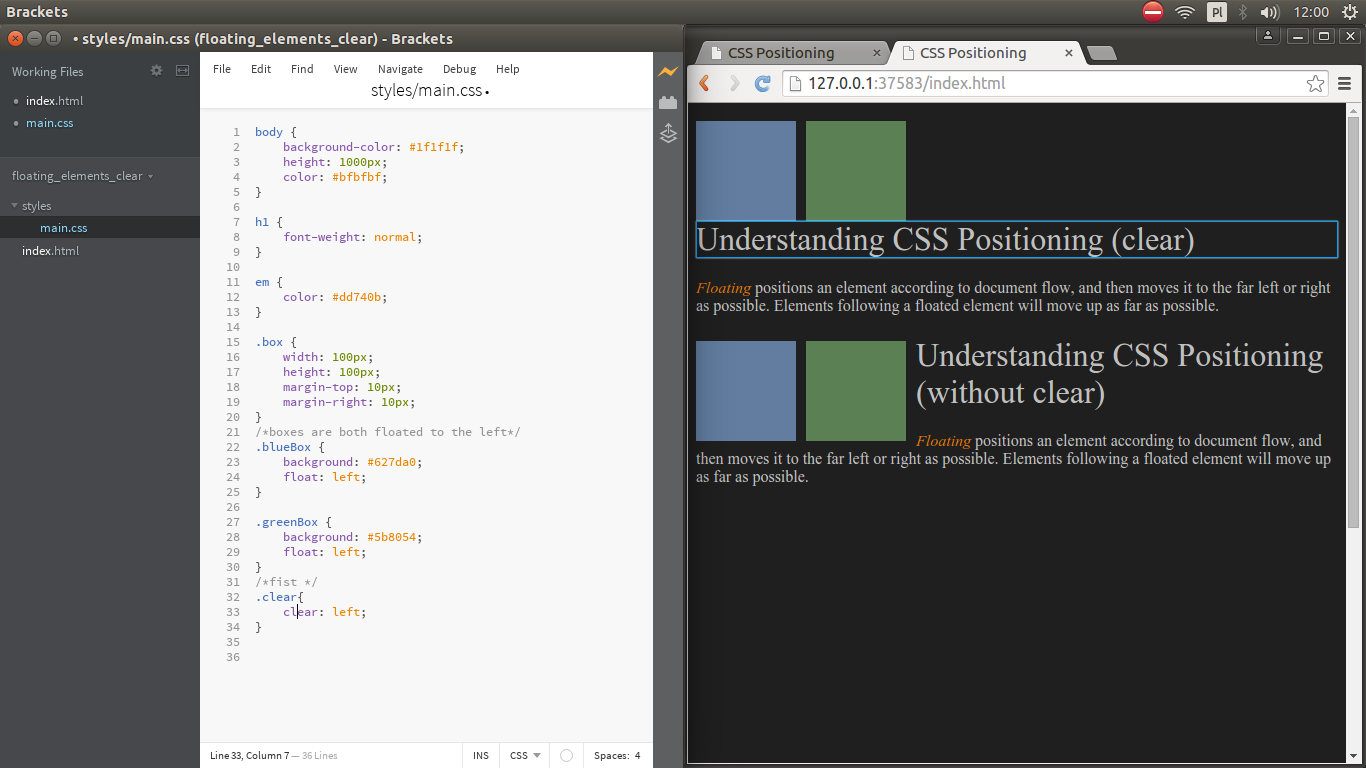 Brackets
Pl
12:00
• styles/main.css (floating_elements_clear) - Brackets
Working Files
index.html
main.css
floating_elements_clear
styles
main.css
index.html
File Edit Find View Navigate Debug Help
styles/main.css •
1 body {
2 background-color: #1f1f1f;
3 height: 1000px;
4 color: #bfbfbf;
5 }
6
7 h1 {
8 font-weight: normal;
9 }
10
11 em {
12 color: #dd740b;
13 }
14
15 .box {
16 width: 100px;
17 height: 100px;
18 margin-top: 10px;
19 margin-right: 10px;
20 }
21 /*boxes are both floated to the left*/
22 .blueBox {
23 background: #627da0;
24 float: left;
25 }
26
27 .greenBox {
28 background: #5b8054;
29 float: left;
30 }
31 /*fist */
32 .clear{
33 clear: left;
34 }
35
36
Line 33, Column 7 — 36 Lines
INS
CSS
Spaces: 4
CSS Positioning
CSS Positioning
127.0.0.1:37583/index.html
Understanding CSS Positioning (clear)
Floating positions an element according to document flow, and then moves it to the far left or right
as possible. Elements following a floated element will move up as far as possible.
Understanding CSS Positioning
(without clear)
Floating positions an element according to document flow, and
then moves it to the far left or right as possible. Elements following a floated element will move up
as far as possible.